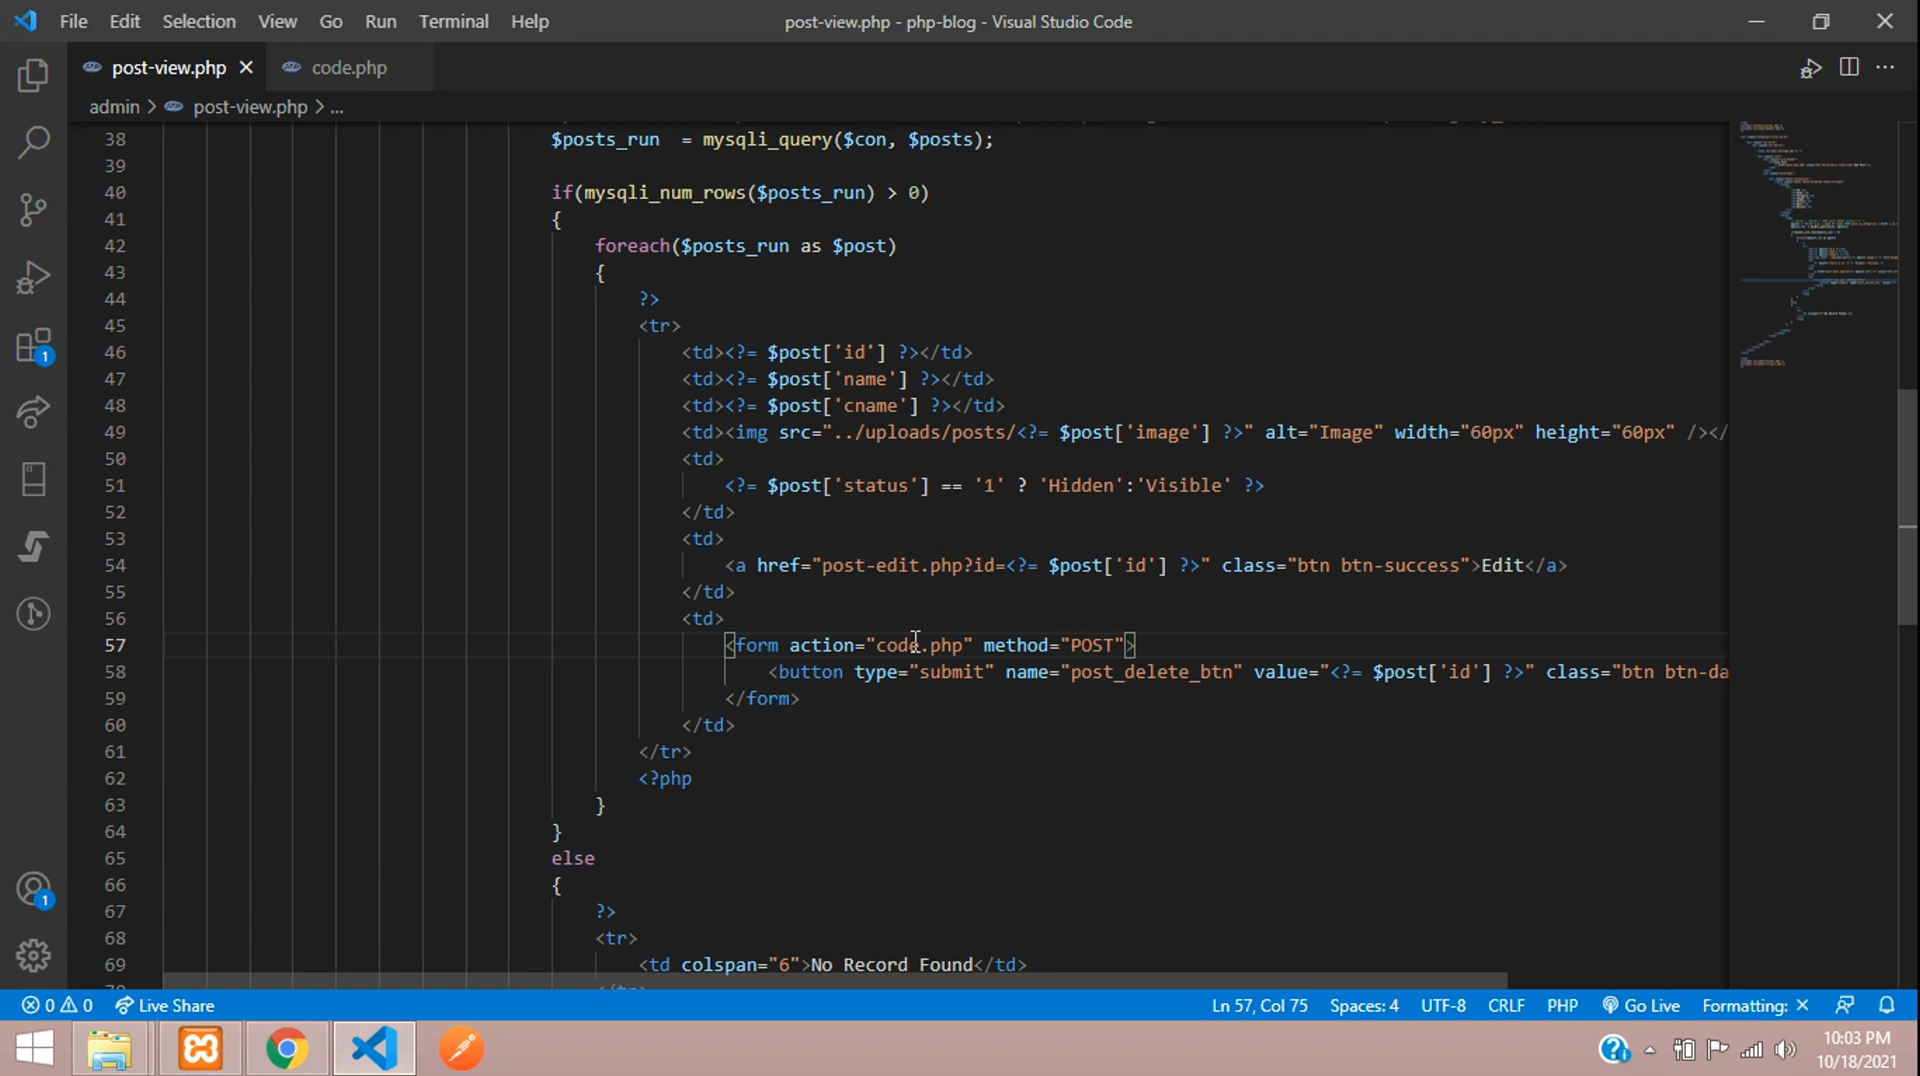 File Edit Selection View Go Run Terminal Help
post-view.php - php-blog - Visual Studio Code
post-view.php code.php
admin > post-view.php > ...
38 $posts_run = mysqli_query($con, $posts);
39
40 if(mysqli_num_rows($posts_run) > 0)
41 {
42 foreach($posts_run as $post)
43 {
44 ?>
45 <tr>
46 <td><?= $post['id'] ?></td>
47 <td><?= $post['name'] ?></td>
48 <td><?= $post['cname'] ?></td>
49 <td><img src="../uploads/posts/<?= $post['image'] ?>" alt="Image" width="60px" height="60px" /></
50 <td>
51 <?= $post['status'] == '1' ? 'Hidden':'Visible' ?>
52 </td>
53 <td>
54 <a href="post-edit.php?id=<?= $post['id'] ?>" class="btn btn-success">Edit</a>
55 </td>
56 <td>
57 <form action="code.php" method="POST">
58 <button type="submit" name="post_delete_btn" value="<?= $post['id'] ?>" class="btn btn-da
59 </form>
60 </td>
61 </tr>
62 <?php
63 }
64 }
65 else
66 {
67 ?>
68 <tr>
69 <td colspan="6">No Record Found</td>
1
1
0 0 Live Share Ln 57, Col 75 Spaces: 4 UTF-8 CRLF PHP Go Live Formatting: ×
10:03 PM
10/18/2021